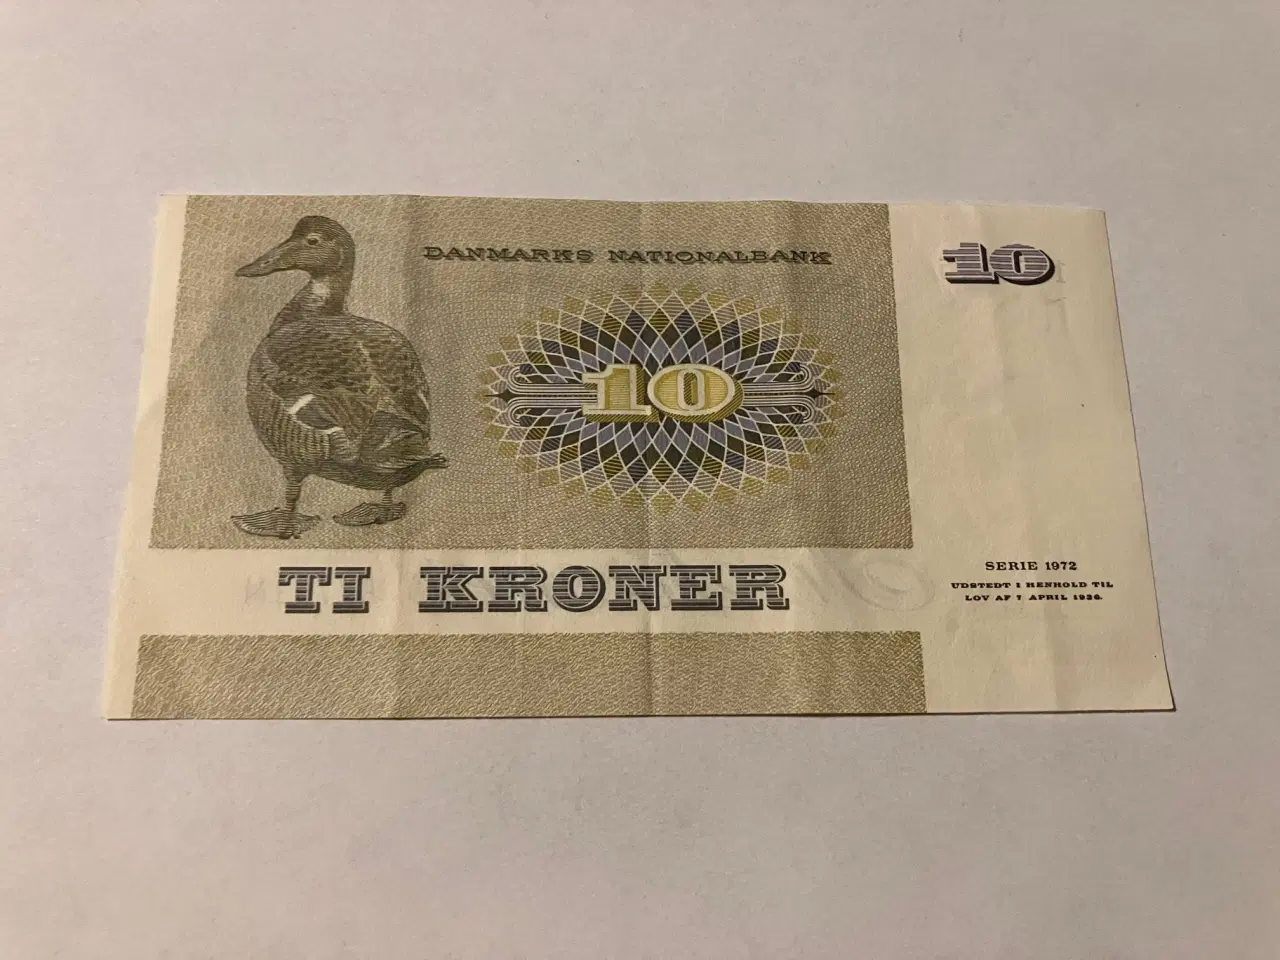 DANMARKS NATIONALBANK
10
10
TI KRONER
SERIE 1972
UDSTEDT I HENHOLD TIL
LOV AF 7 APRIL 1936.